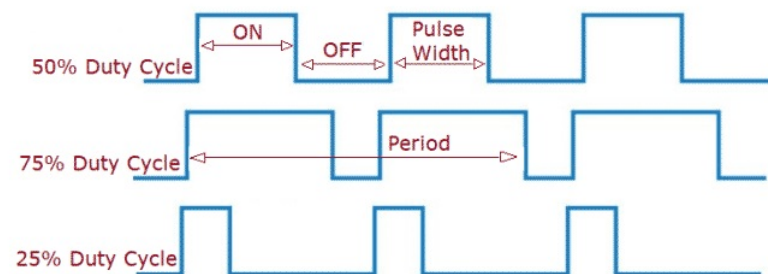 ON
OFF
Pulse
Width
50% Duty Cycle
Period
75% Duty Cycle
25% Duty Cycle